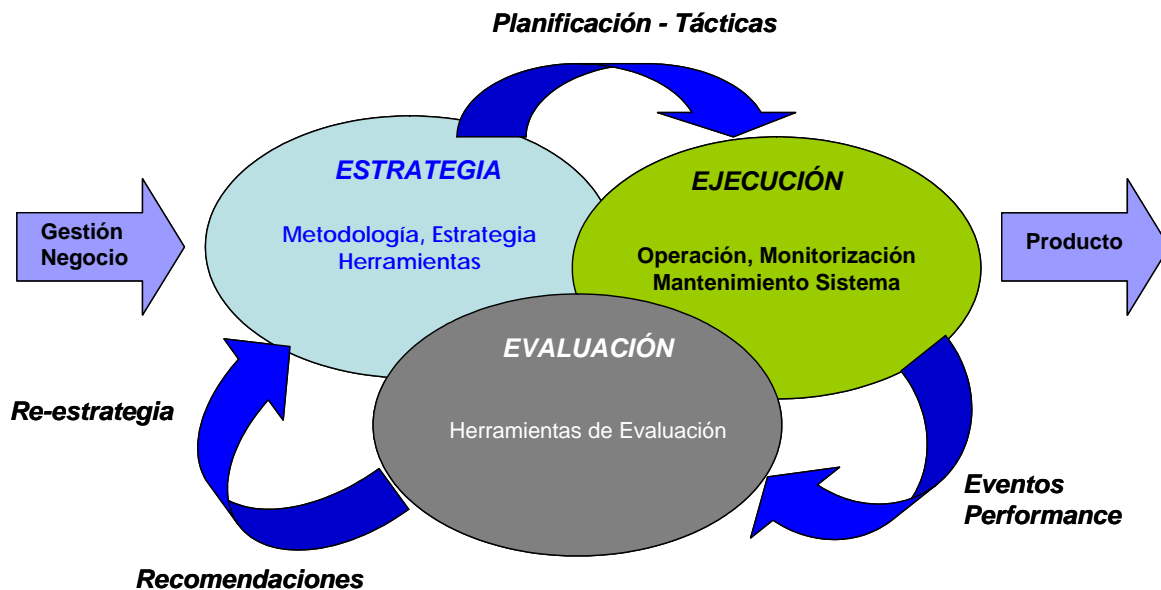 Planificación - Tácticas
ESTRATEGIA
Metodología, Estrategia
Herramientas
EJECUCIÓN
Operación, Monitorización
Mantenimiento Sistema
Gestión
Negocio
Producto
EVALUACIÓN
Herramientas de Evaluación
Re-estrategia
Eventos
Performance
Recomendaciones